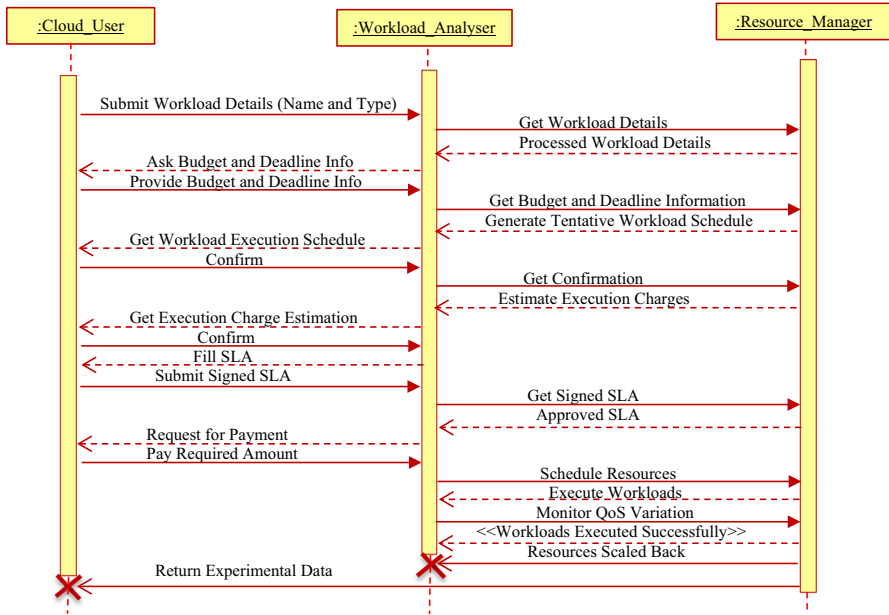 :Cloud_User
:Workload_Analyser
:Resource_Manager
Submit Workload Details (Name and Type)
Get Workload Details
Processed Workload Details
Ask Budget and Deadline Info
Provide Budget and Deadline Info
Get Budget and Deadline Information
Generate Tentative Workload Schedule
Get Workload Execution Schedule
Confirm
Get Confirmation
Estimate Execution Charges
Get Execution Charge Estimation
Confirm
Fill SLA
Submit Signed SLA
Get Signed SLA
Approved SLA
Request for Payment
Pay Required Amount
Schedule Resources
Execute Workloads
Monitor QoS Variation
<<Workloads Executed Successfully>>
Resources Scaled Back
Return Experimental Data